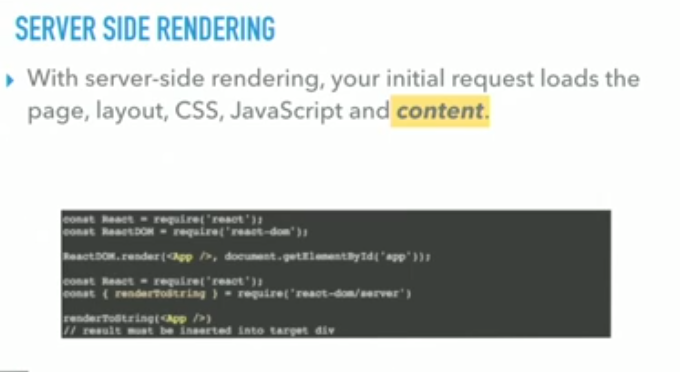 SERVER SIDE RENDERING
With server-side rendering, your initial request loads the
page, layout, CSS, JavaScript and content.
const React = require('react');
const ReactDOM = require('react-dom');
ReactDOM.render(<App />, document.getElementById('app'));
const React = require('react');
const { renderToString } = require('react-dom/server')
renderToString(<App />)
// result must be inserted into target div